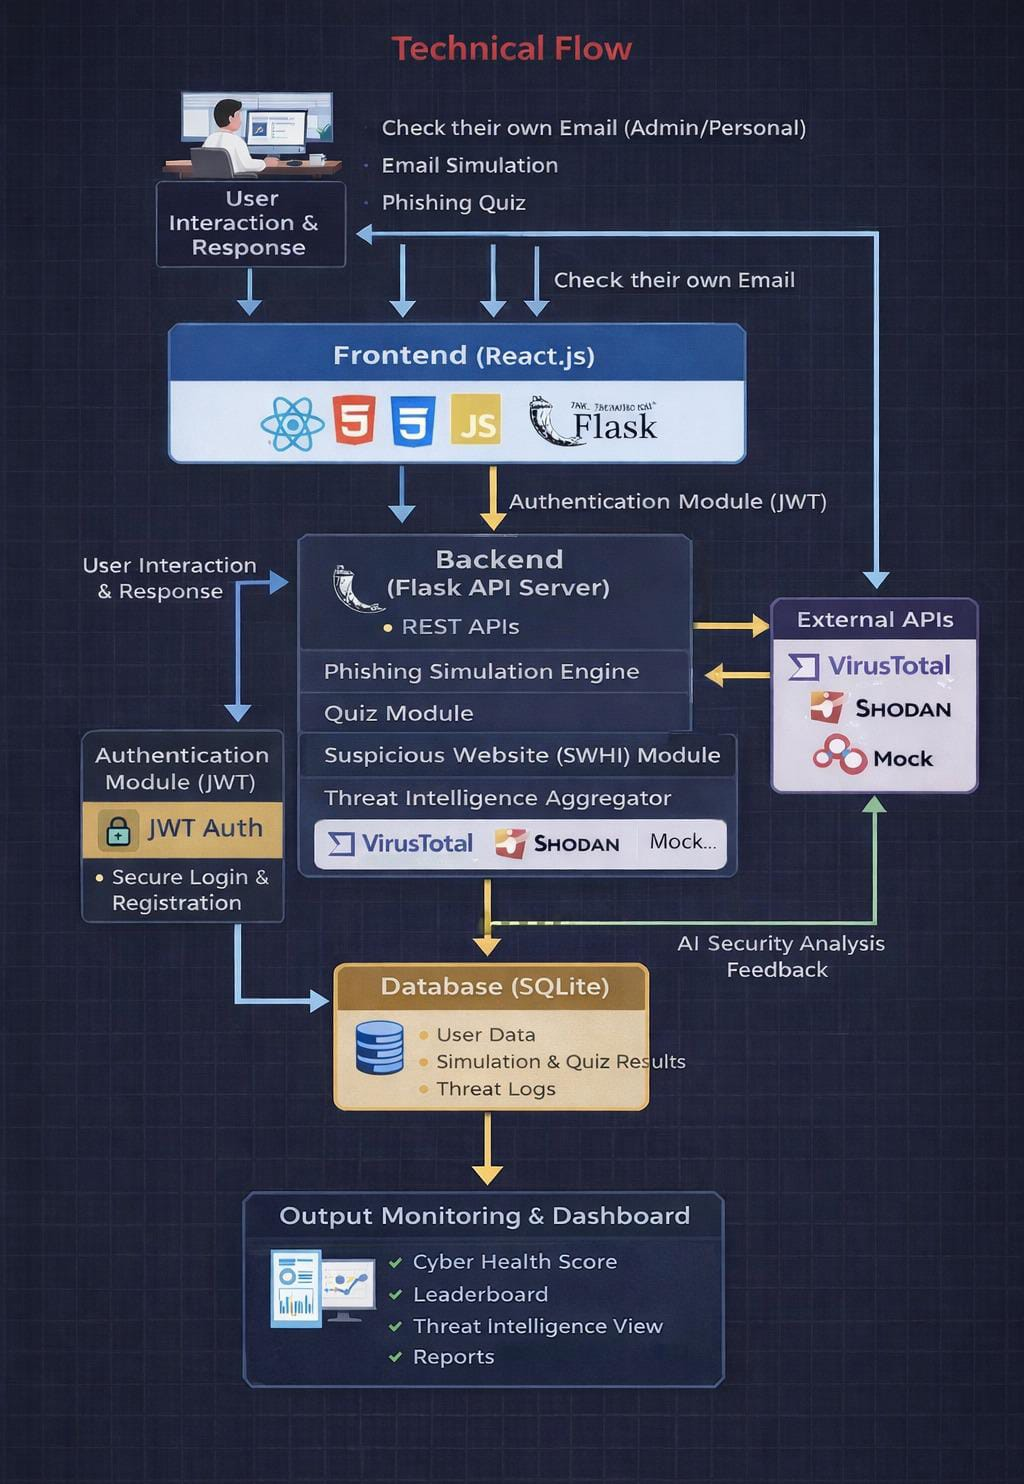 Technical Flow
Check their own Email (Admin/Personal)
Email Simulation
Phishing Quiz
User
Interaction &
Response
Check their own Email
Frontend (React.js)
5
JS
Flask
Authentication Module (JWT)
User Interaction
& Response
Backend
(Flask API Server)
• REST APIs
Phishing Simulation Engine
Quiz Module
Suspicious Website (SWHI) Module
Threat Intelligence Aggregator
VirusTotal
SHODAN
Mock...
External APIs
VirusTotal
SHODAN
Mock
Authentication
Module (JWT)
JWT Auth
• Secure Login &
Registration
AI Security Analysis
Feedback
Database (SQLite)
• User Data
• Simulation & Quiz Results
• Threat Logs
Output Monitoring & Dashboard
✓ Cyber Health Score
✓ Leaderboard
✓ Threat Intelligence View
✓ Reports